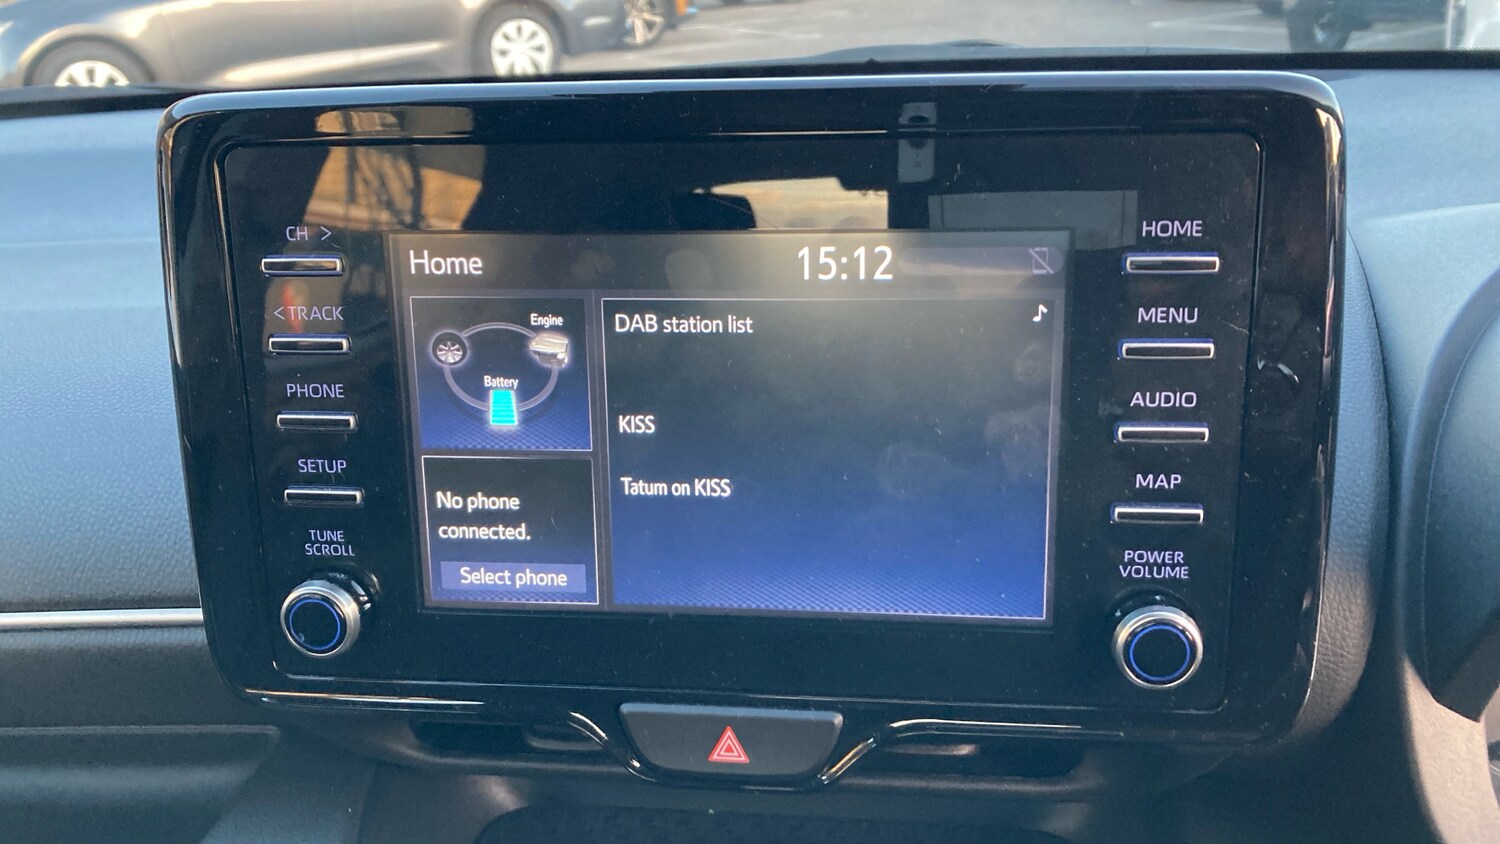 CH >
< TRACK
PHONE
SETUP
TUNE
SCROLL
Home
15:12
Engine
Battery
No phone
connected.
Select phone
DAB station list
KISS
Tatum on KISS
HOME
MENU
AUDIO
MAP
POWER
VOLUME